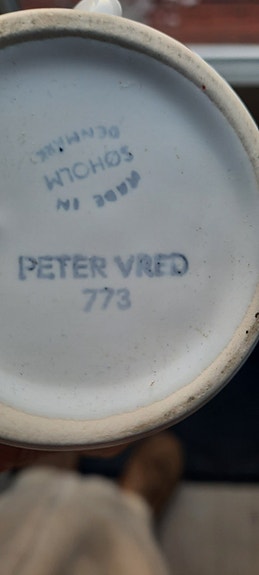 MADE IN
SØHOLM
DENMARK
PETER VRED
773